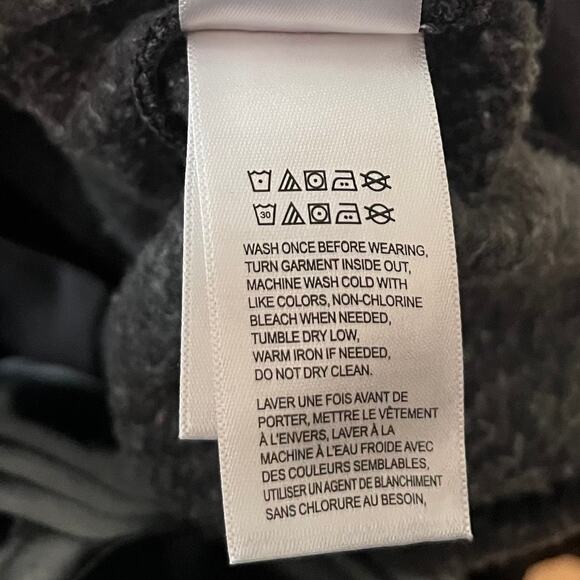 30
WASH ONCE BEFORE WEARING,
TURN GARMENT INSIDE OUT,
MACHINE WASH COLD WITH
LIKE COLORS, NON-CHLORINE
BLEACH WHEN NEEDED,
TUMBLE DRY LOW,
WARM IRON IF NEEDED,
DO NOT DRY CLEAN.
LAVER UNE FOIS AVANT DE
PORTER, METTRE LE VÊTEMENT
À L'ENVERS, LAVER À LA
MACHINE À L'EAU FROIDE AVEC
DES COULEURS SEMBLABLES,
UTILISER UN AGENT DE BLANCHIMENT
SANS CHLORURE AU BESOIN,